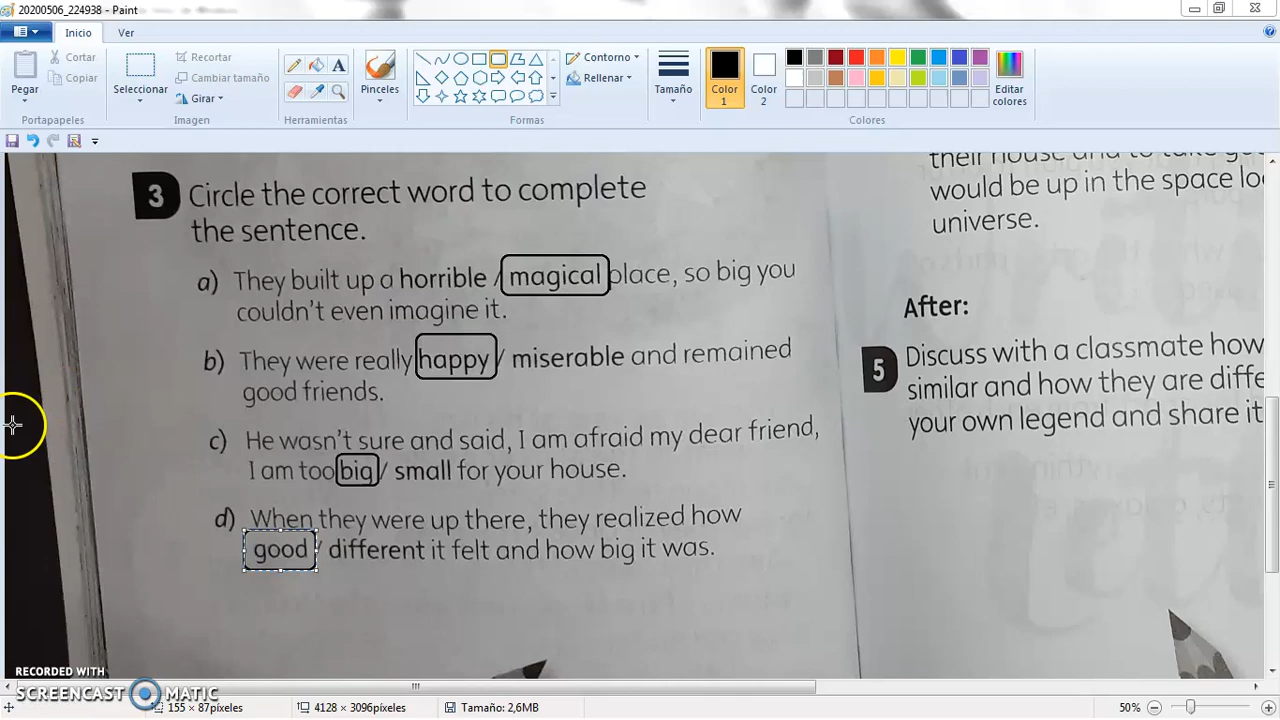 20200506_224938 - Paint
Inicio
Ver
Pegar
Cortar
Copiar
Portapapeles
Seleccionar
Recortar
Cambiar tamaño
Girar
Imagen
Herramientas
Pinceles
Formas
Contorno
Rellenar
Tamaño
Color 1
Color 2
Editar colores
Colores
3 Circle the correct word to complete
the sentence.
a) They built up a horrible / magical place, so big you
couldn't even imagine it.
b) They were really happy / miserable and remained
good friends.
c) He wasn't sure and said, I am afraid my dear friend,
I am too big / small for your house.
d) When they were up there, they realized how
good / different it felt and how big it was.
their house and to take
would be up in the space
universe.
After:
5 Discuss with a classmate how
similar and how they are
your own legend and share it
RECORDED WITH
SCREENCAST MATIC
155 × 87píxeles
4128 × 3096píxeles
Tamaño: 2,6MB
50%